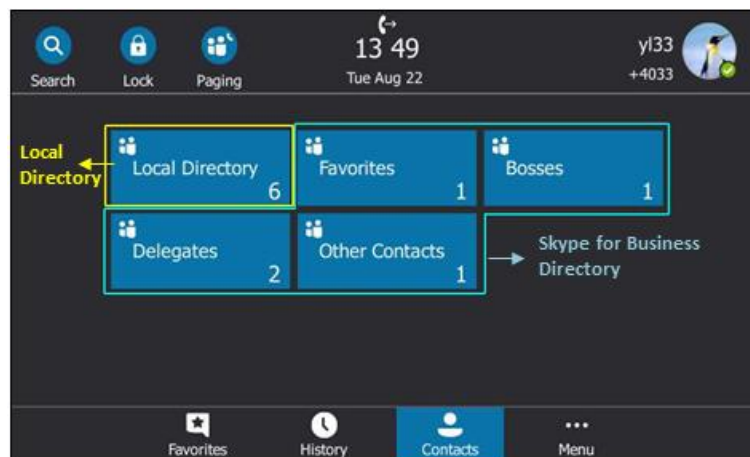 13 49
yl33
Search
Lock
Paging
Tue Aug 22
+4033
Local
Directory
Local Directory
6
Favorites
1
Bosses
1
Delegates
2
Other Contacts
1
Skype for Business
Directory
Favorites
History
Contacts
Menu